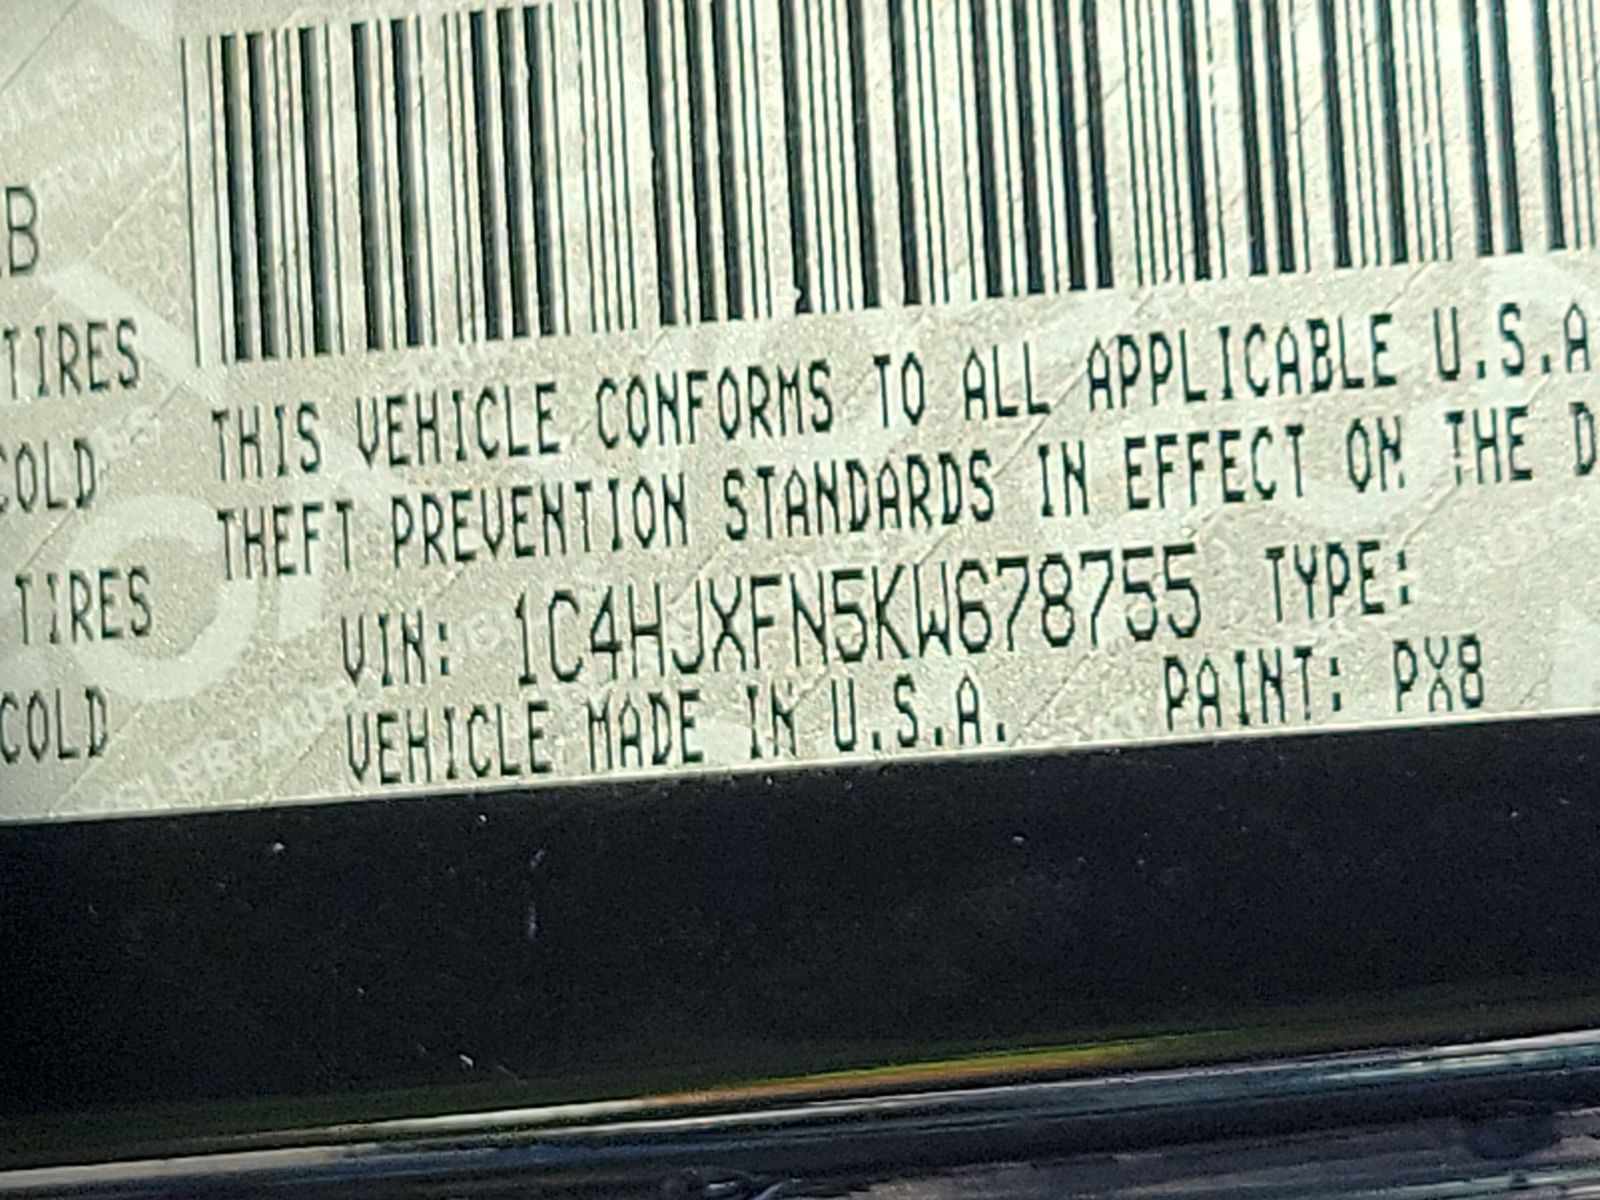 B
TIRES
COLD
TIRES
COLD
THIS VEHICLE CONFORMS TO ALL APPLICABLE U.S.A
THEFT PREVENTION STANDARDS IN EFFECT ON THE D
VIN: 1C4HJXFN5KW678755 TYPE:
VEHICLE MADE IN U.S.A. PAINT: PX8